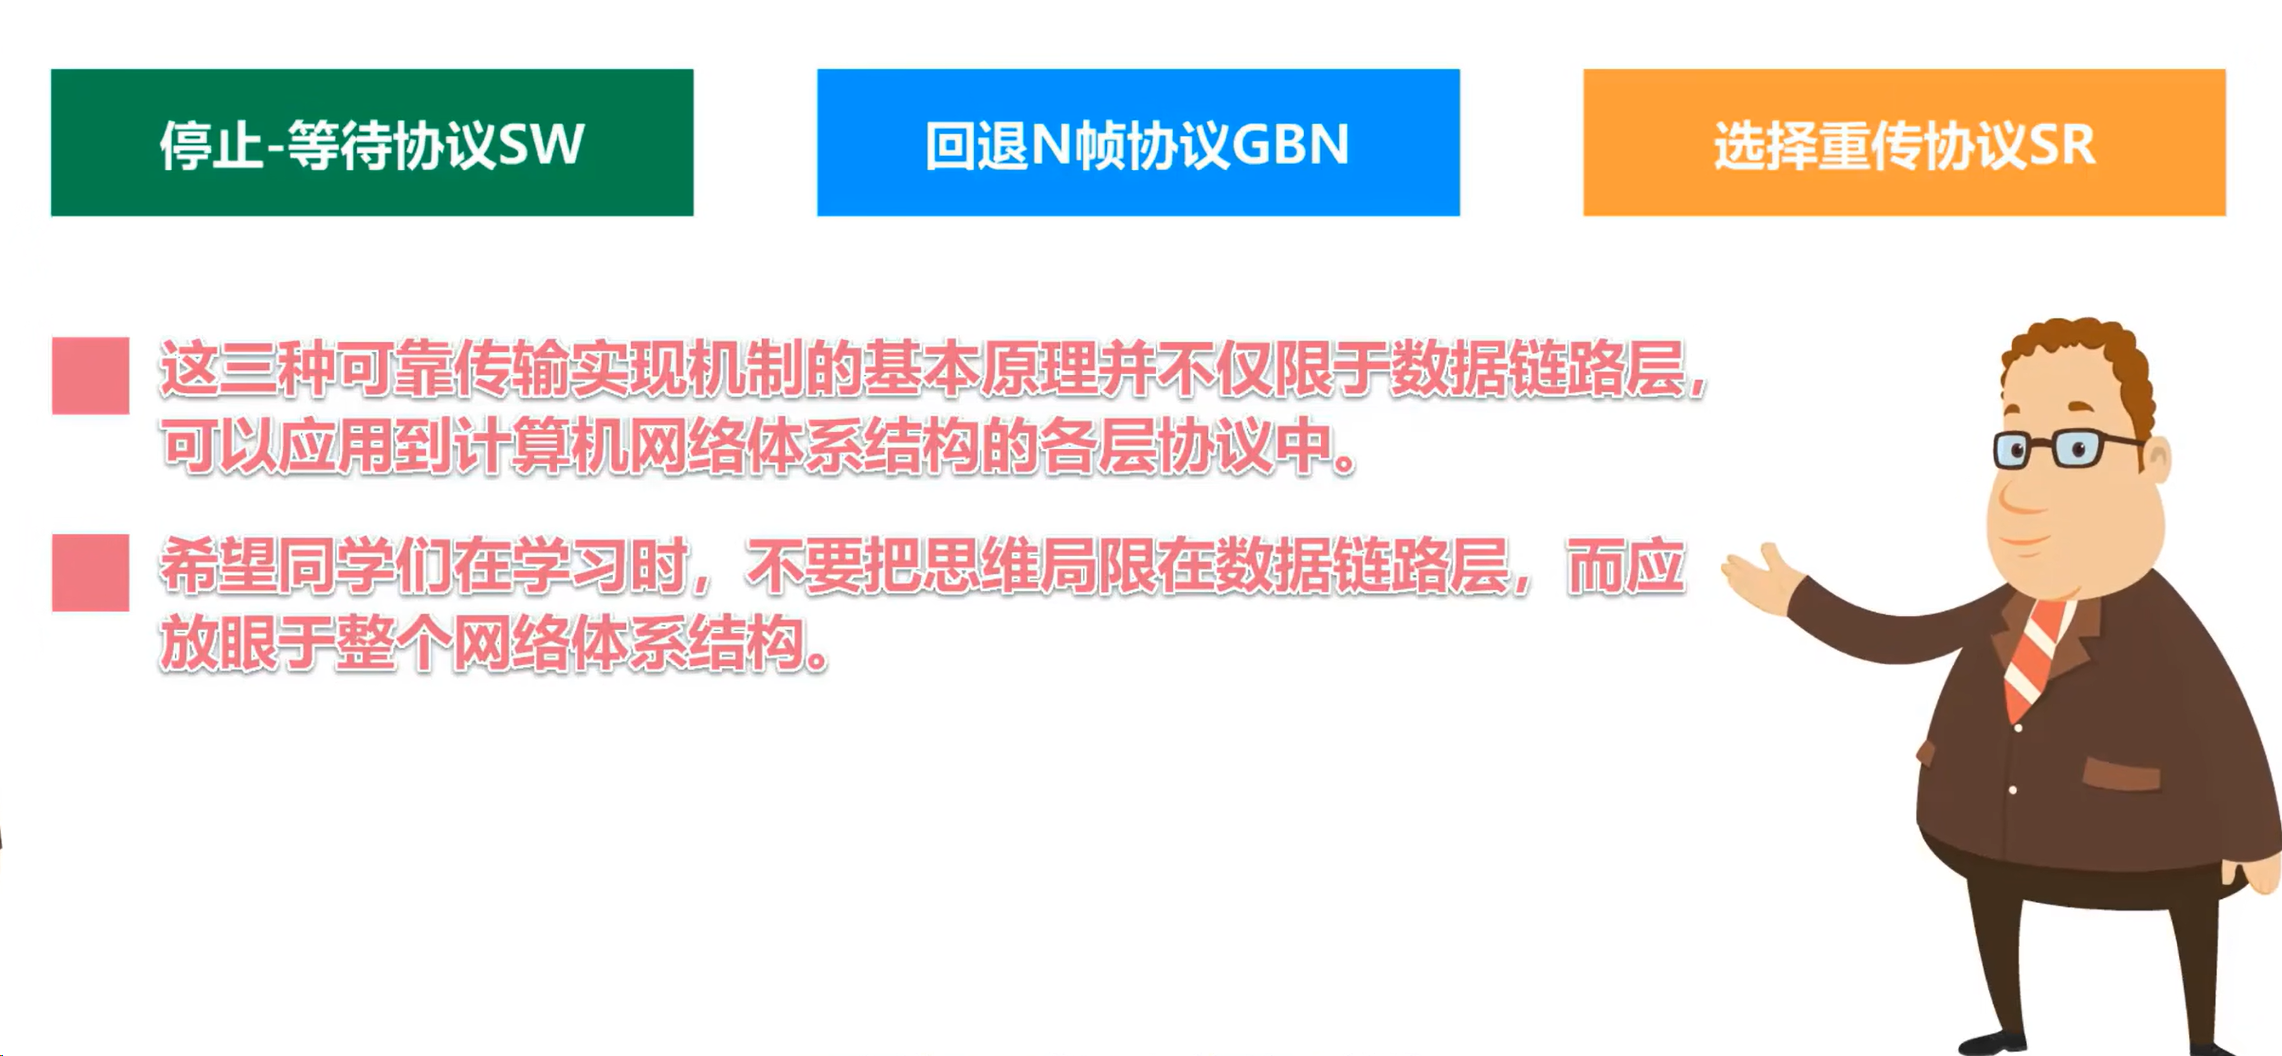 停止-等待协议SW
回退N帧协议GBN
选择重传协议SR
这三种可靠传输实现机制的基本原理并不仅限于数据链路层，
可以应用到计算机网络体系结构的各层协议中。
希望同学们在学习时，不要把思维局限在数据链路层，而应
放眼于整个网络体系结构。